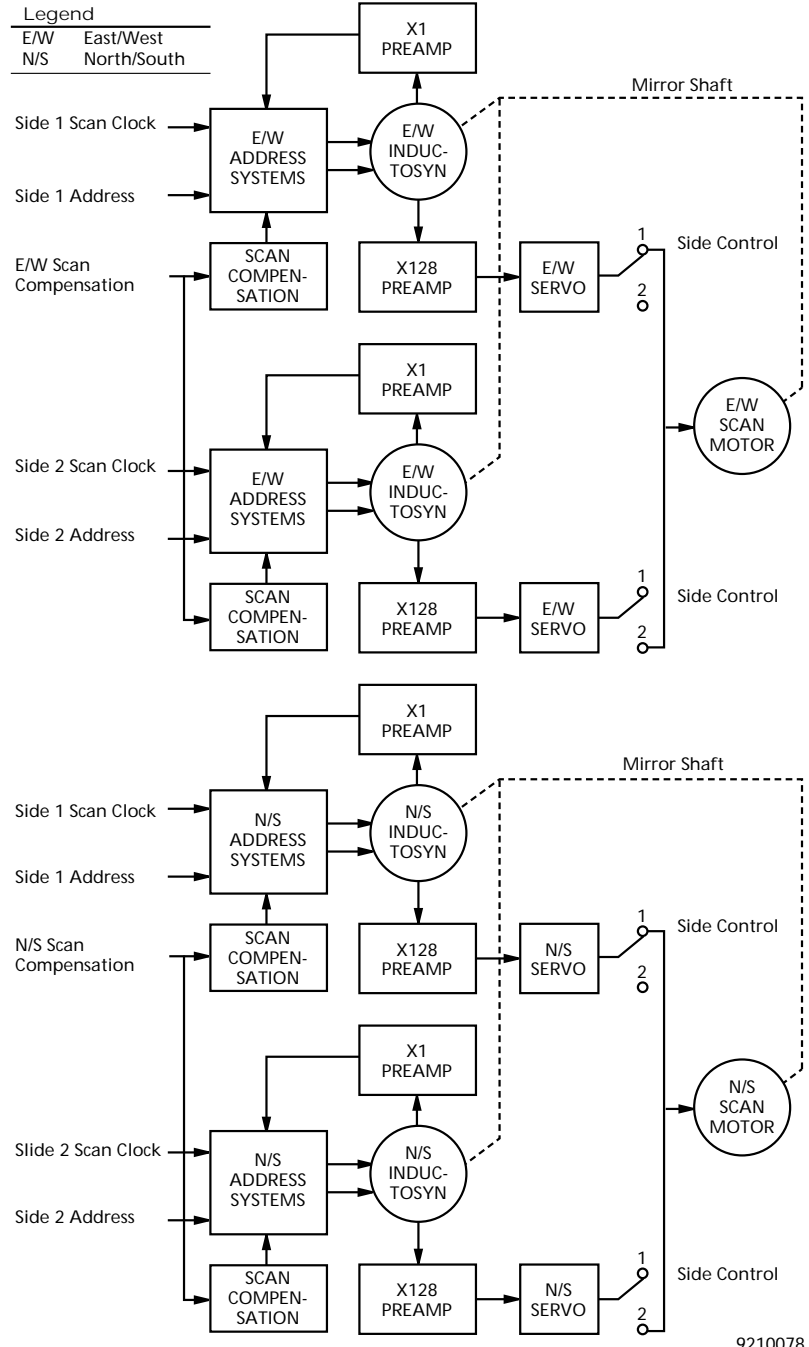 Legend
E/W East/West
N/S North/South
X1
PREAMP
Mirror Shaft
Side 1 Scan Clock
E/W
ADDRESS
SYSTEMS
E/W
INDUC-
TOSYN
Side 1 Address
E/W Scan
Compensation
SCAN
COMPEN-
SATION
X128
PREAMP
E/W
SERVO
1
2
Side Control
X1
PREAMP
E/W
SCAN
MOTOR
Side 2 Scan Clock
E/W
ADDRESS
SYSTEMS
E/W
INDUC-
TOSYN
Side 2 Address
SCAN
COMPEN-
SATION
X128
PREAMP
E/W
SERVO
1
2
Side Control
X1
PREAMP
Mirror Shaft
Side 1 Scan Clock
N/S
ADDRESS
SYSTEMS
N/S
INDUC-
TOSYN
Side 1 Address
N/S Scan
Compensation
SCAN
COMPEN-
SATION
X128
PREAMP
N/S
SERVO
1
2
Side Control
X1
PREAMP
N/S
SCAN
MOTOR
Slide 2 Scan Clock
N/S
ADDRESS
SYSTEMS
N/S
INDUC-
TOSYN
Side 2 Address
SCAN
COMPEN-
SATION
X128
PREAMP
N/S
SERVO
1
2
Side Control
9210078